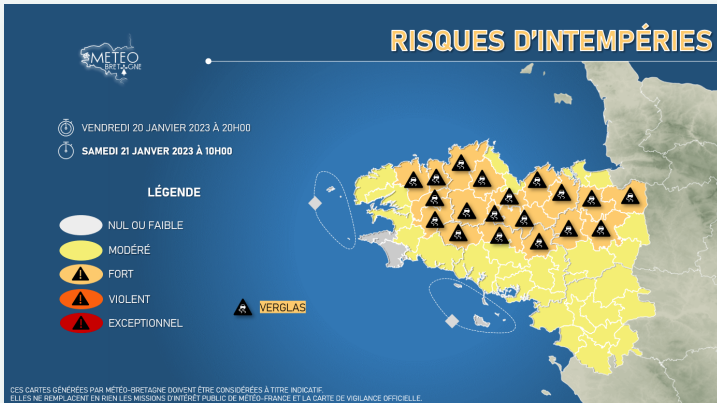 RISQUES D'INTEMPÉRIES
MÉTÉO
BRETAGNE
VENDREDI 20 JANVIER 2023 À 20H00
SAMEDI 21 JANVER 2023 À 10H00
LÉGENDE
NUL OU FAIBLE
MODÉRÉ
FORT
VIOLENT
EXCEPTIONNEL
VERGLAS
CES CARTES GÉNÉRÉES PAR MÉTÉO-BRETAGNE DOIVENT ÊTRE CONSIDÉRÉES À TITRE INDICATIF.
ELLES NE REMPLACENT EN RIEN LES MISSIONS D'INTÉRÊT PUBLIC DE MÉTÉO-FRANCE ET LA CARTE DE VIGILANCE OFFICIELLE.